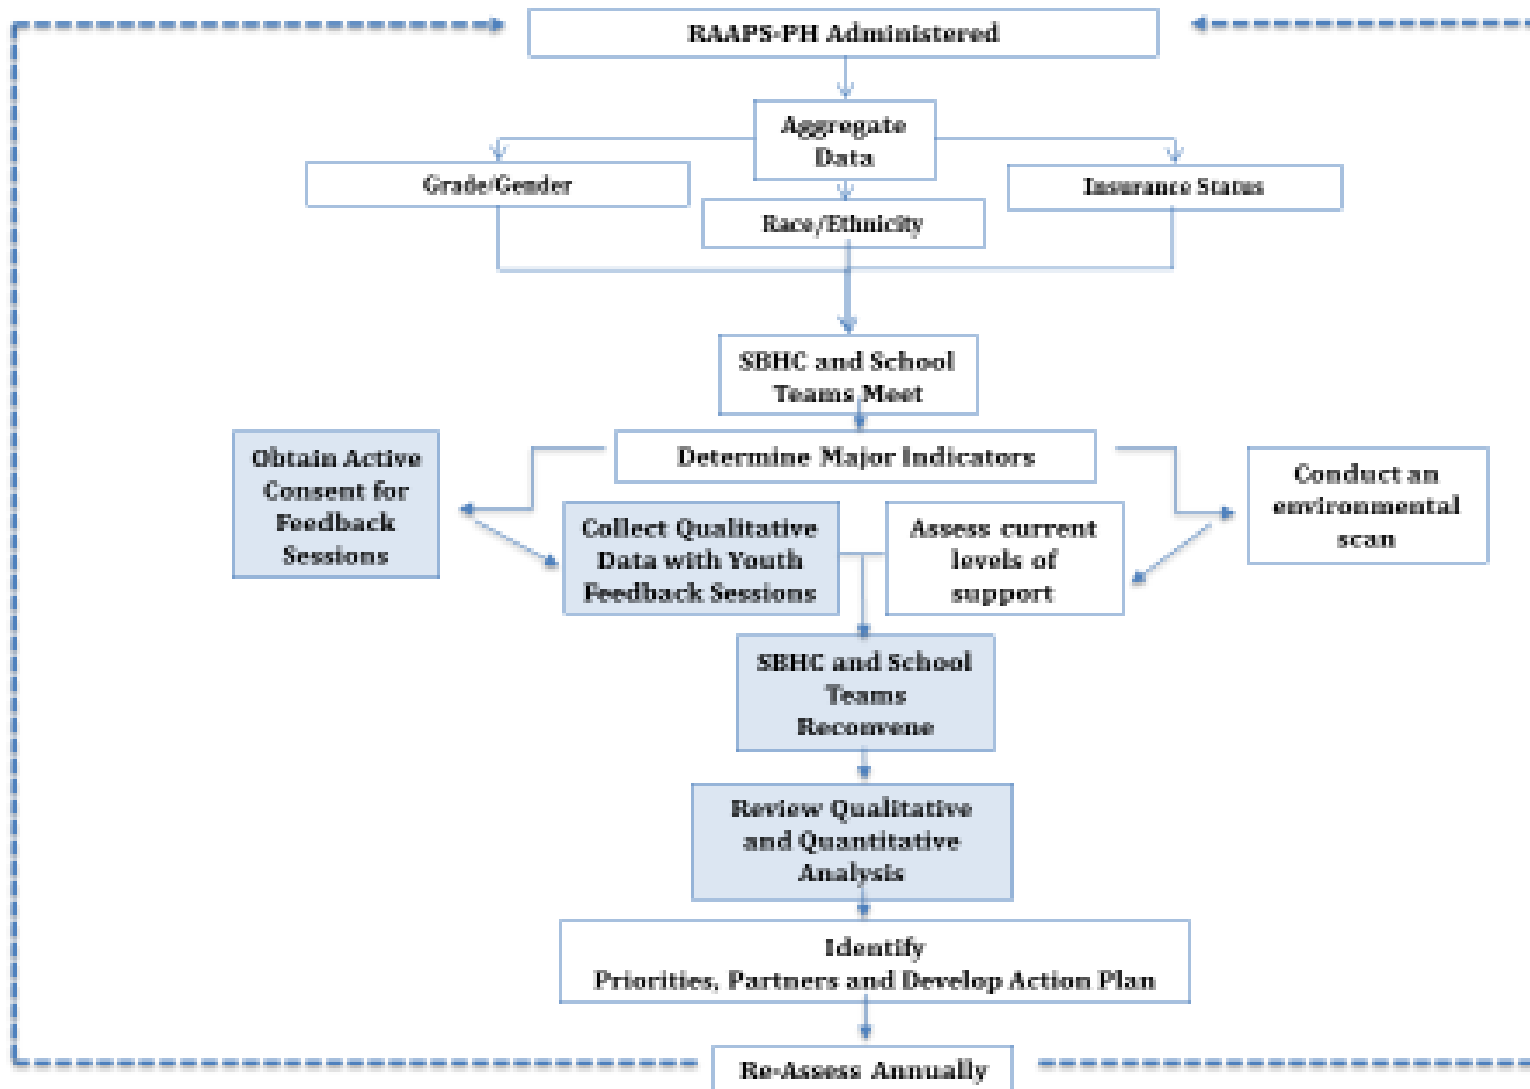 RAAPS-PH Administered
Aggregate
Data
Grade/Gender
Insurance Status
Race/Ethnicity
SBHC and School
Teams Meet
Determine Major Indicators
Obtain Active
Consent for
Feedback
Sessions
Conduct an
environmental
scan
Collect Qualitative
Data with Youth
Feedback Sessions
Assess current
levels of
support
SBHC and School
Teams
Reconvene
Review Qualitative
and Quantitative
Analysis
Identify
Priorities, Partners and Develop Action Plan
Re-Assess Annually